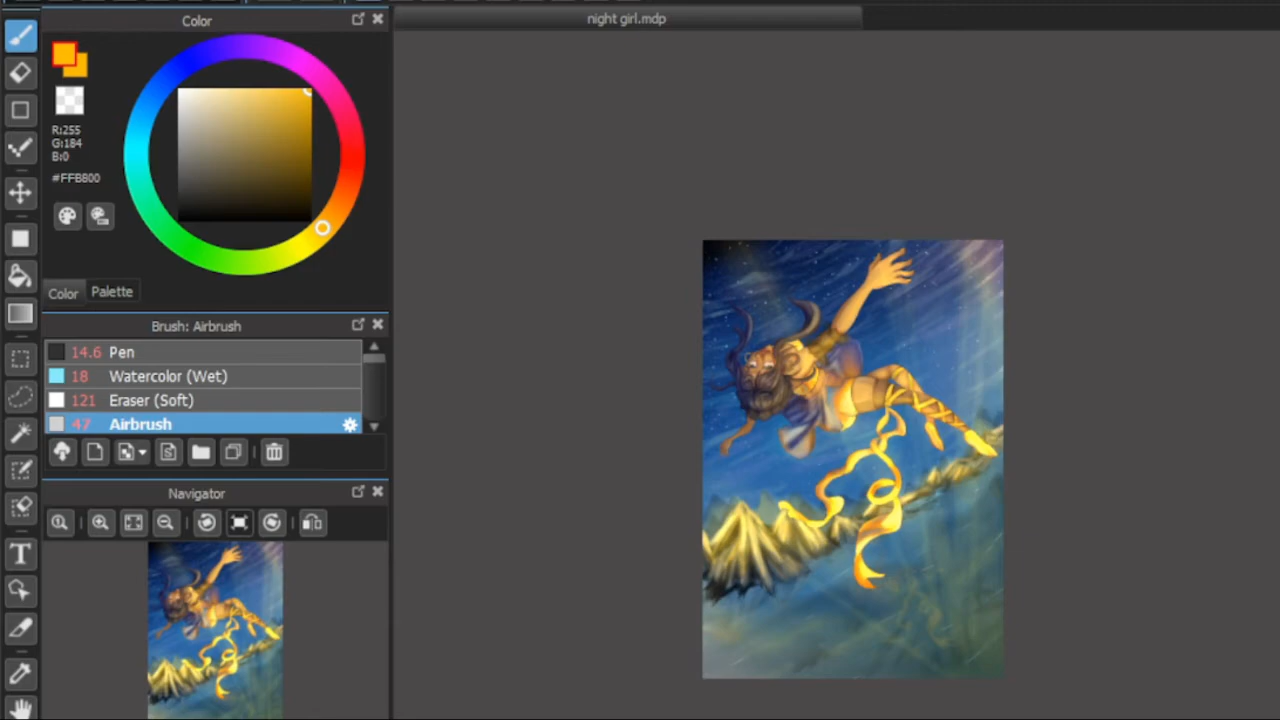 Color
night girl.mdp
R:255
G:184
B:0
#FFB800
Color Palette
Brush: Airbrush
14.6 Pen
18 Watercolor (Wet)
121 Eraser (Soft)
47 Airbrush
Navigator